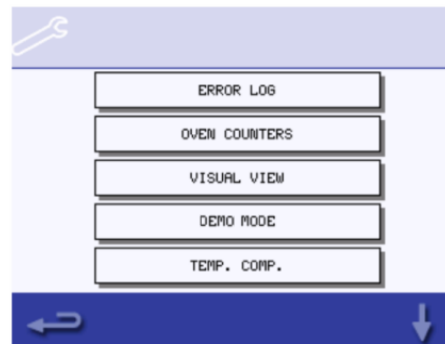 ERROR LOG
OVEN COUNTERS
VISUAL VIEW
DEMO MODE
TEMP. COMP.